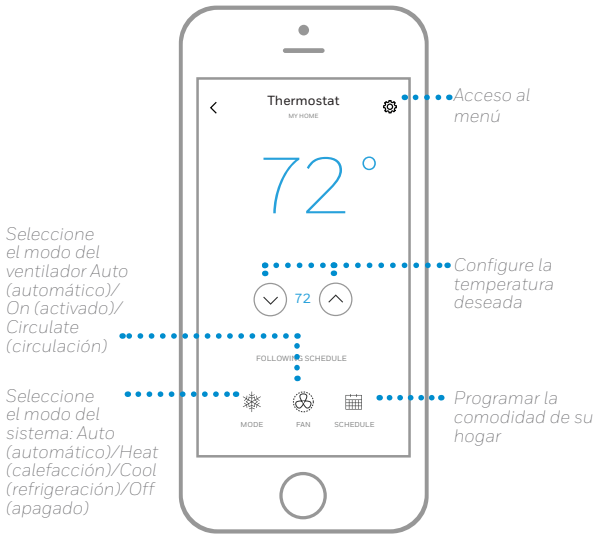 Thermostat
MY HOME
72°
72
FOLLOWING SCHEDULE
MODE
FAN
SCHEDULE
Acceso al
menú
Configure la
temperatura
deseada
Programar la
comodidad de su
hogar
Seleccione
el modo del
ventilador Auto
(automático)/
On (activado)/
Circulate
(circulación)
Seleccione
el modo del
sistema: Auto
(automático)/Heat
(calefacción)/Cool
(refrigeración)/Off
(apagado)